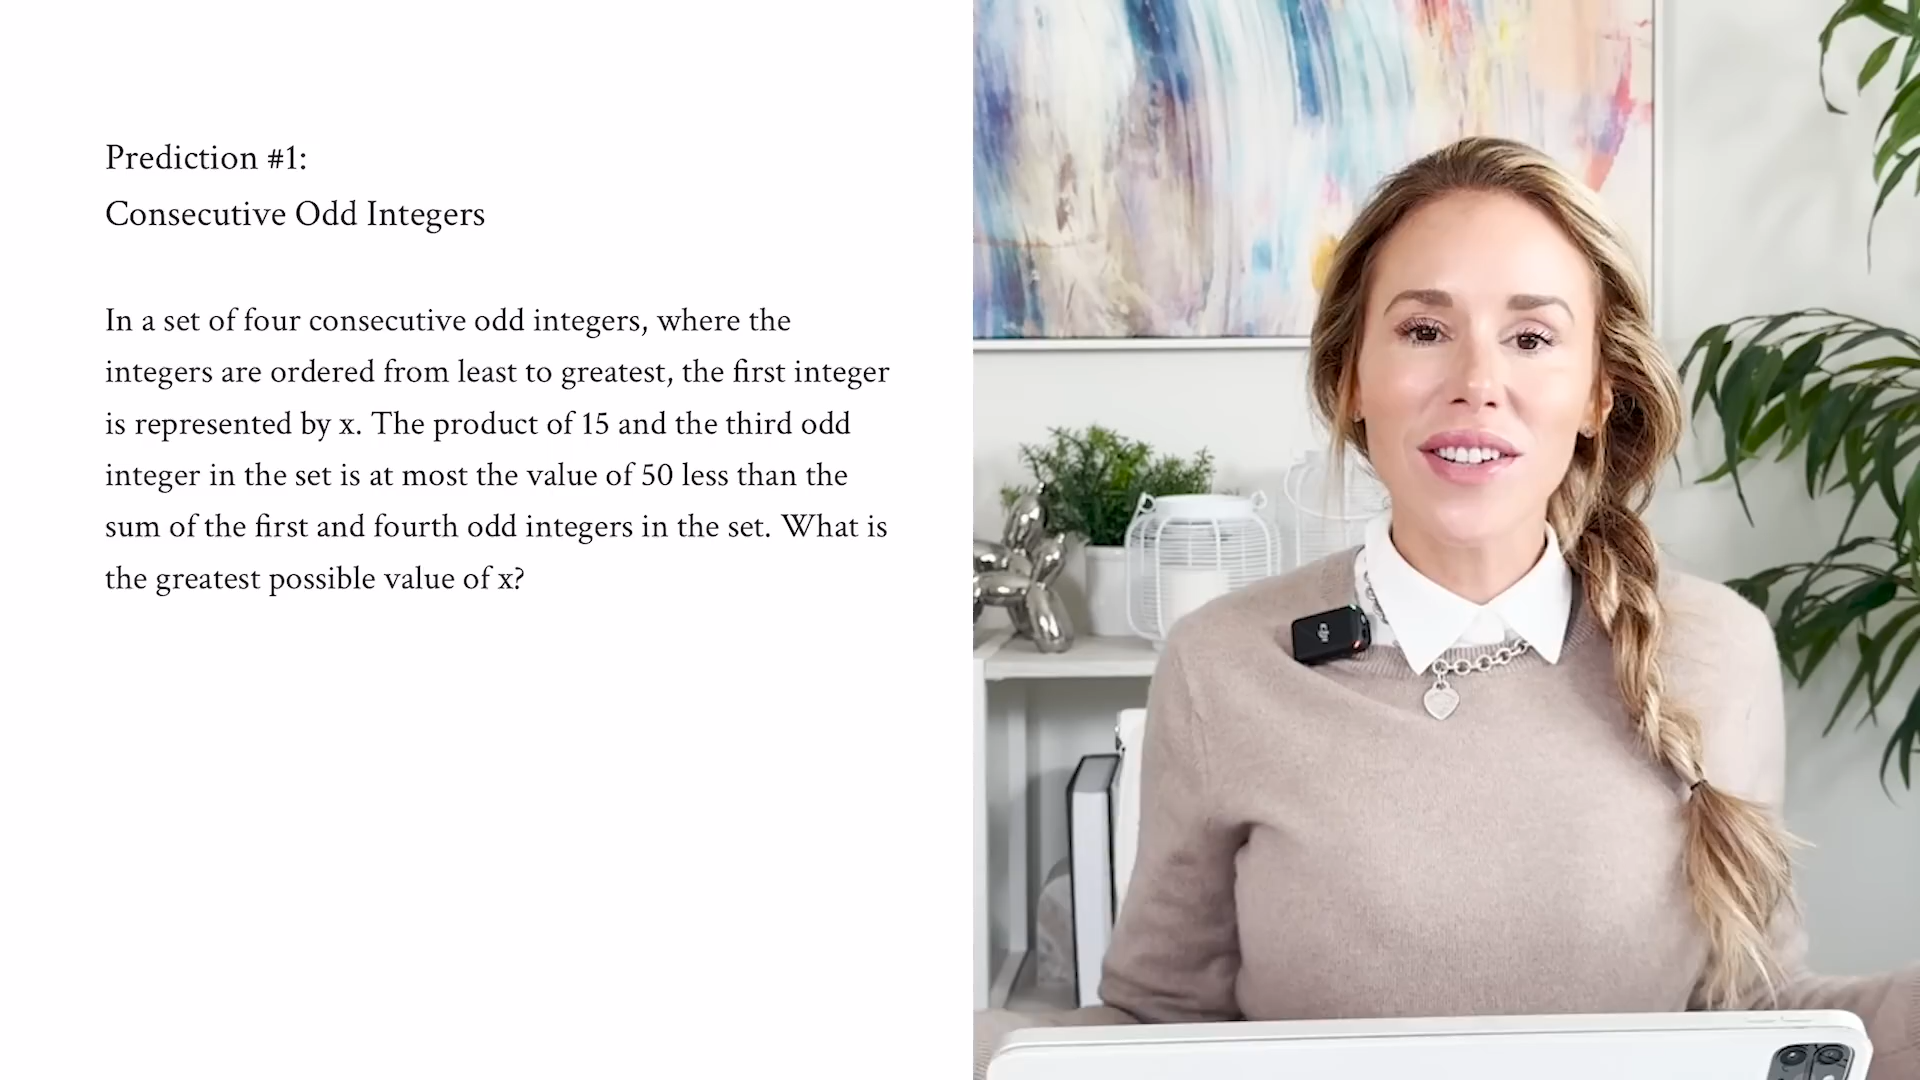 Prediction #1:
Consecutive Odd Integers
In a set of four consecutive odd integers, where the
integers are ordered from least to greatest, the first integer
is represented by x. The product of 15 and the third odd
integer in the set is at most the value of 50 less than the
sum of the first and fourth odd integers in the set. What is
the greatest possible value of x?